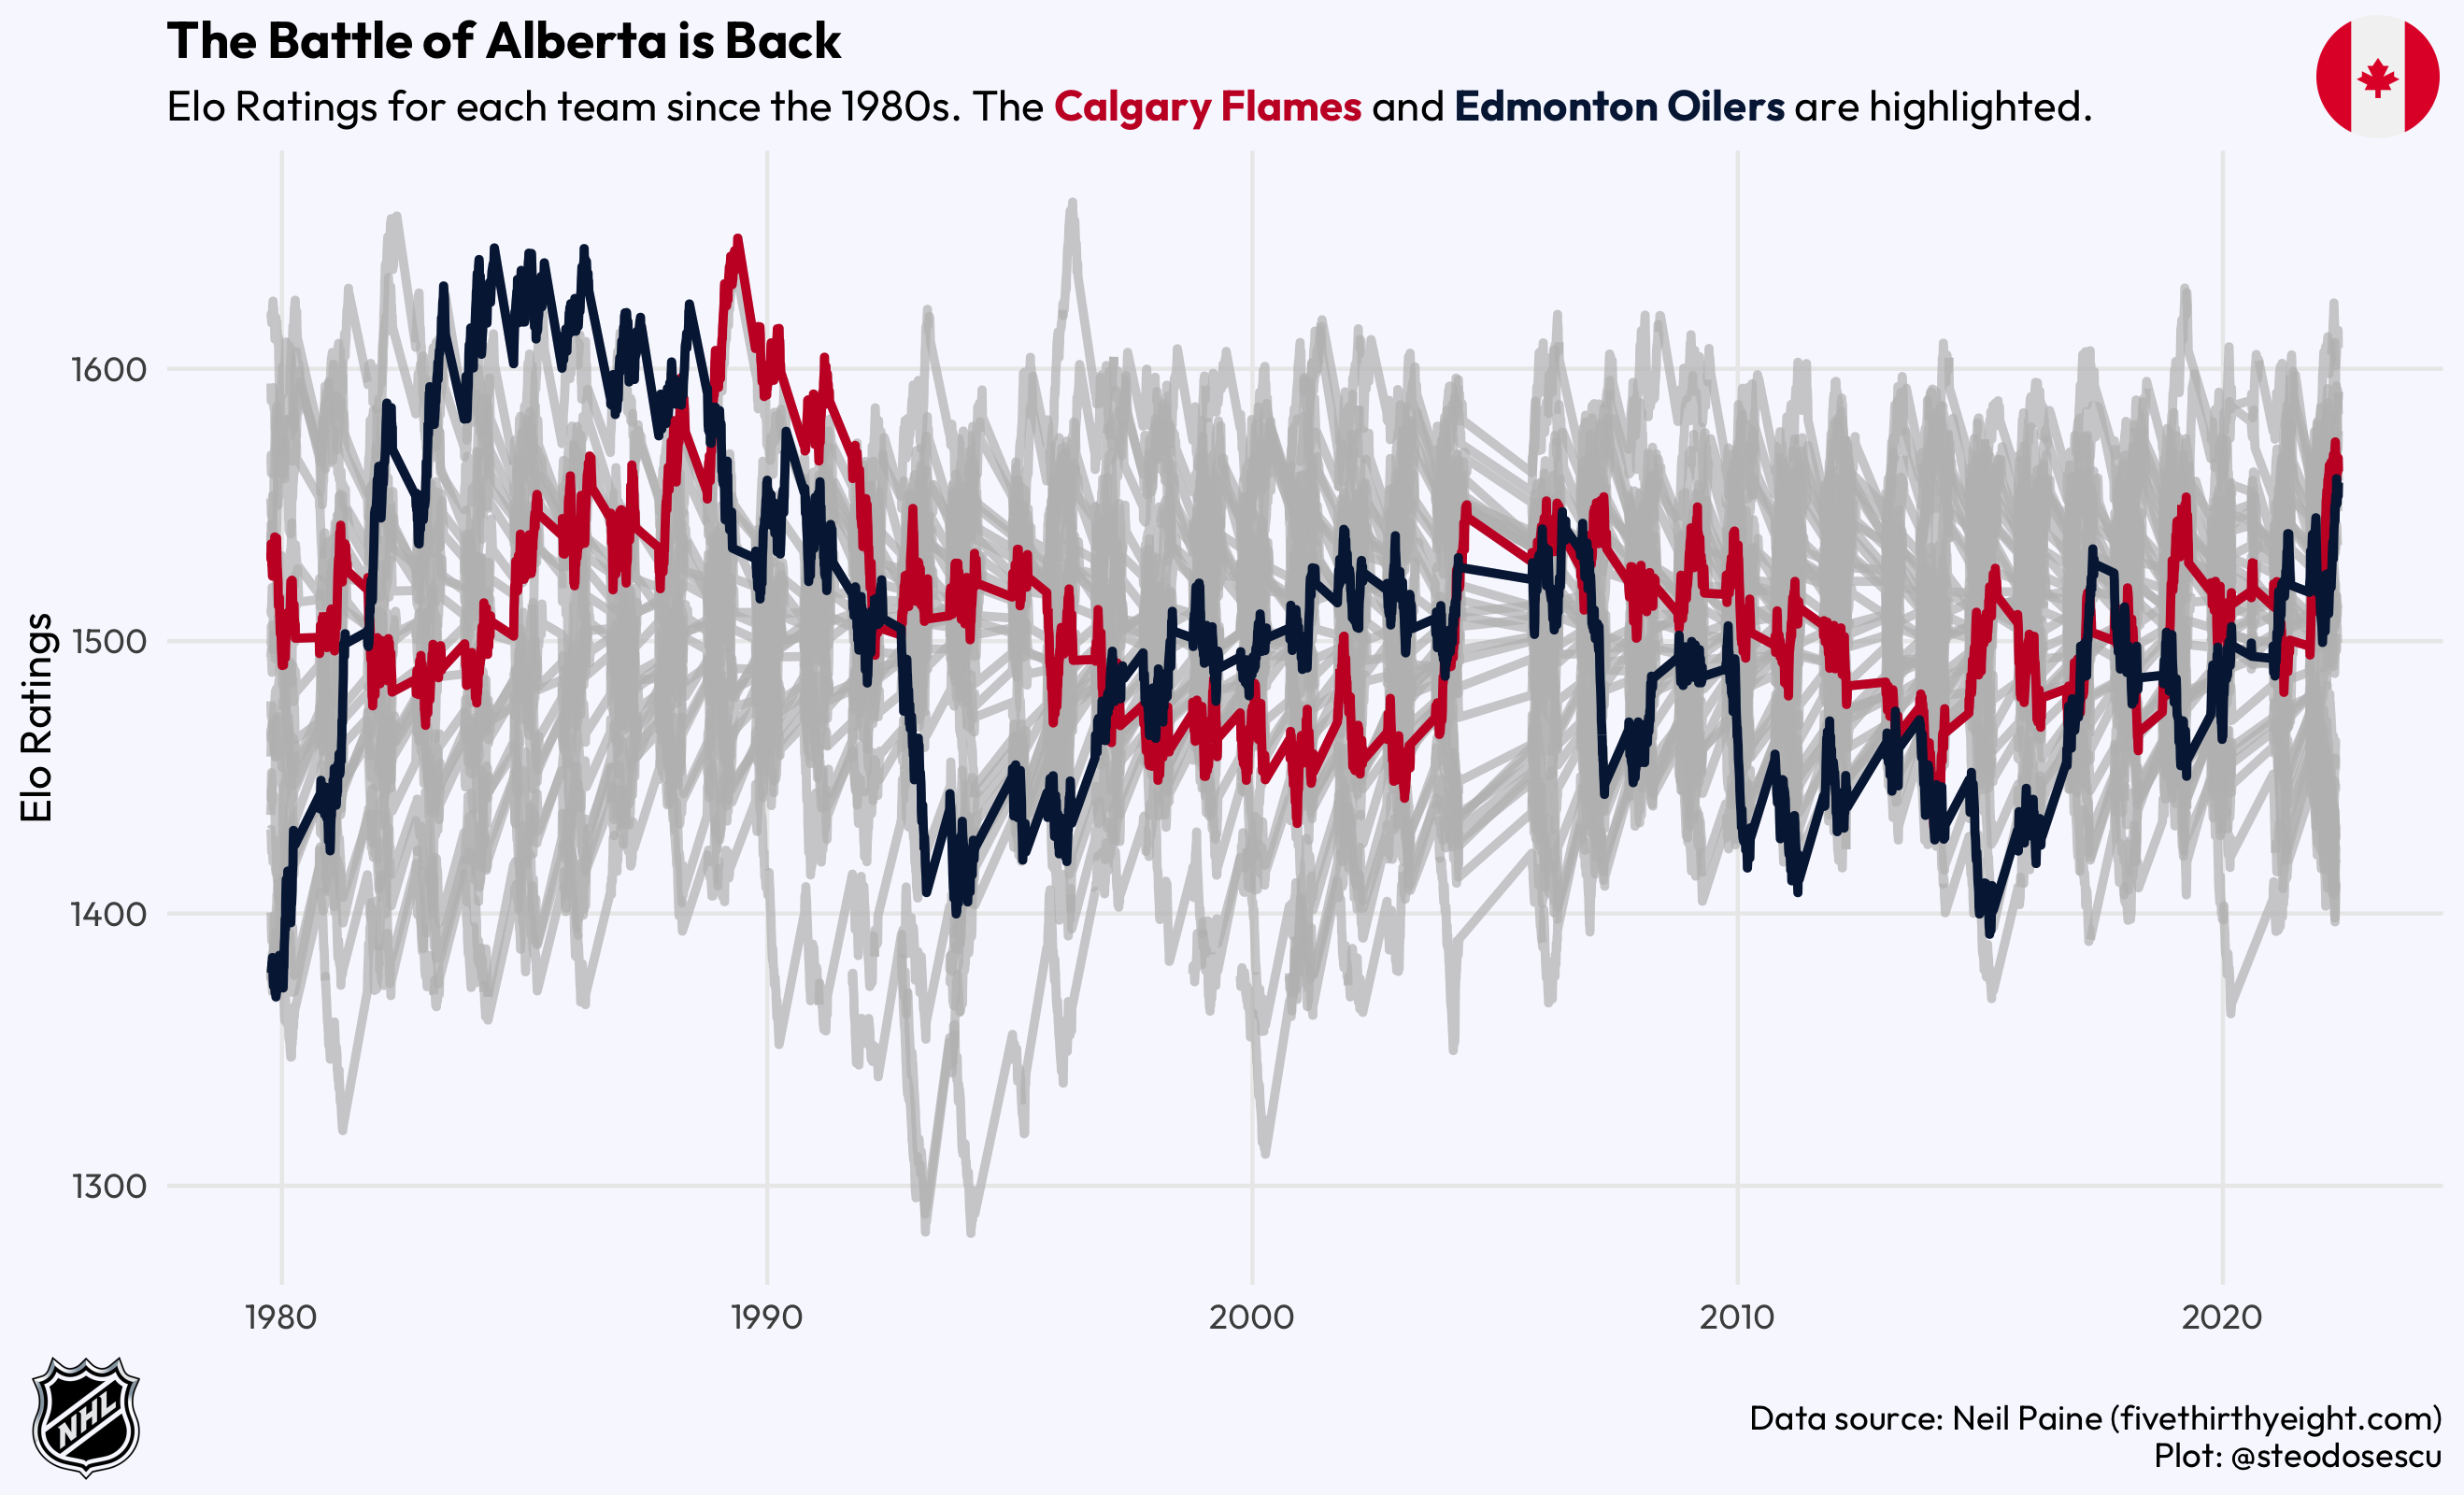 The Battle of Alberta is Back
Elo Ratings for each team since the 1980s. The Calgary Flames and Edmonton Oilers are highlighted.
Elo Ratings
1600
1500
1400
1300
1980
1990
2000
2010
2020
NHL
Data source: Neil Paine (fivethirthyeight.com)
Plot: @steodosescu